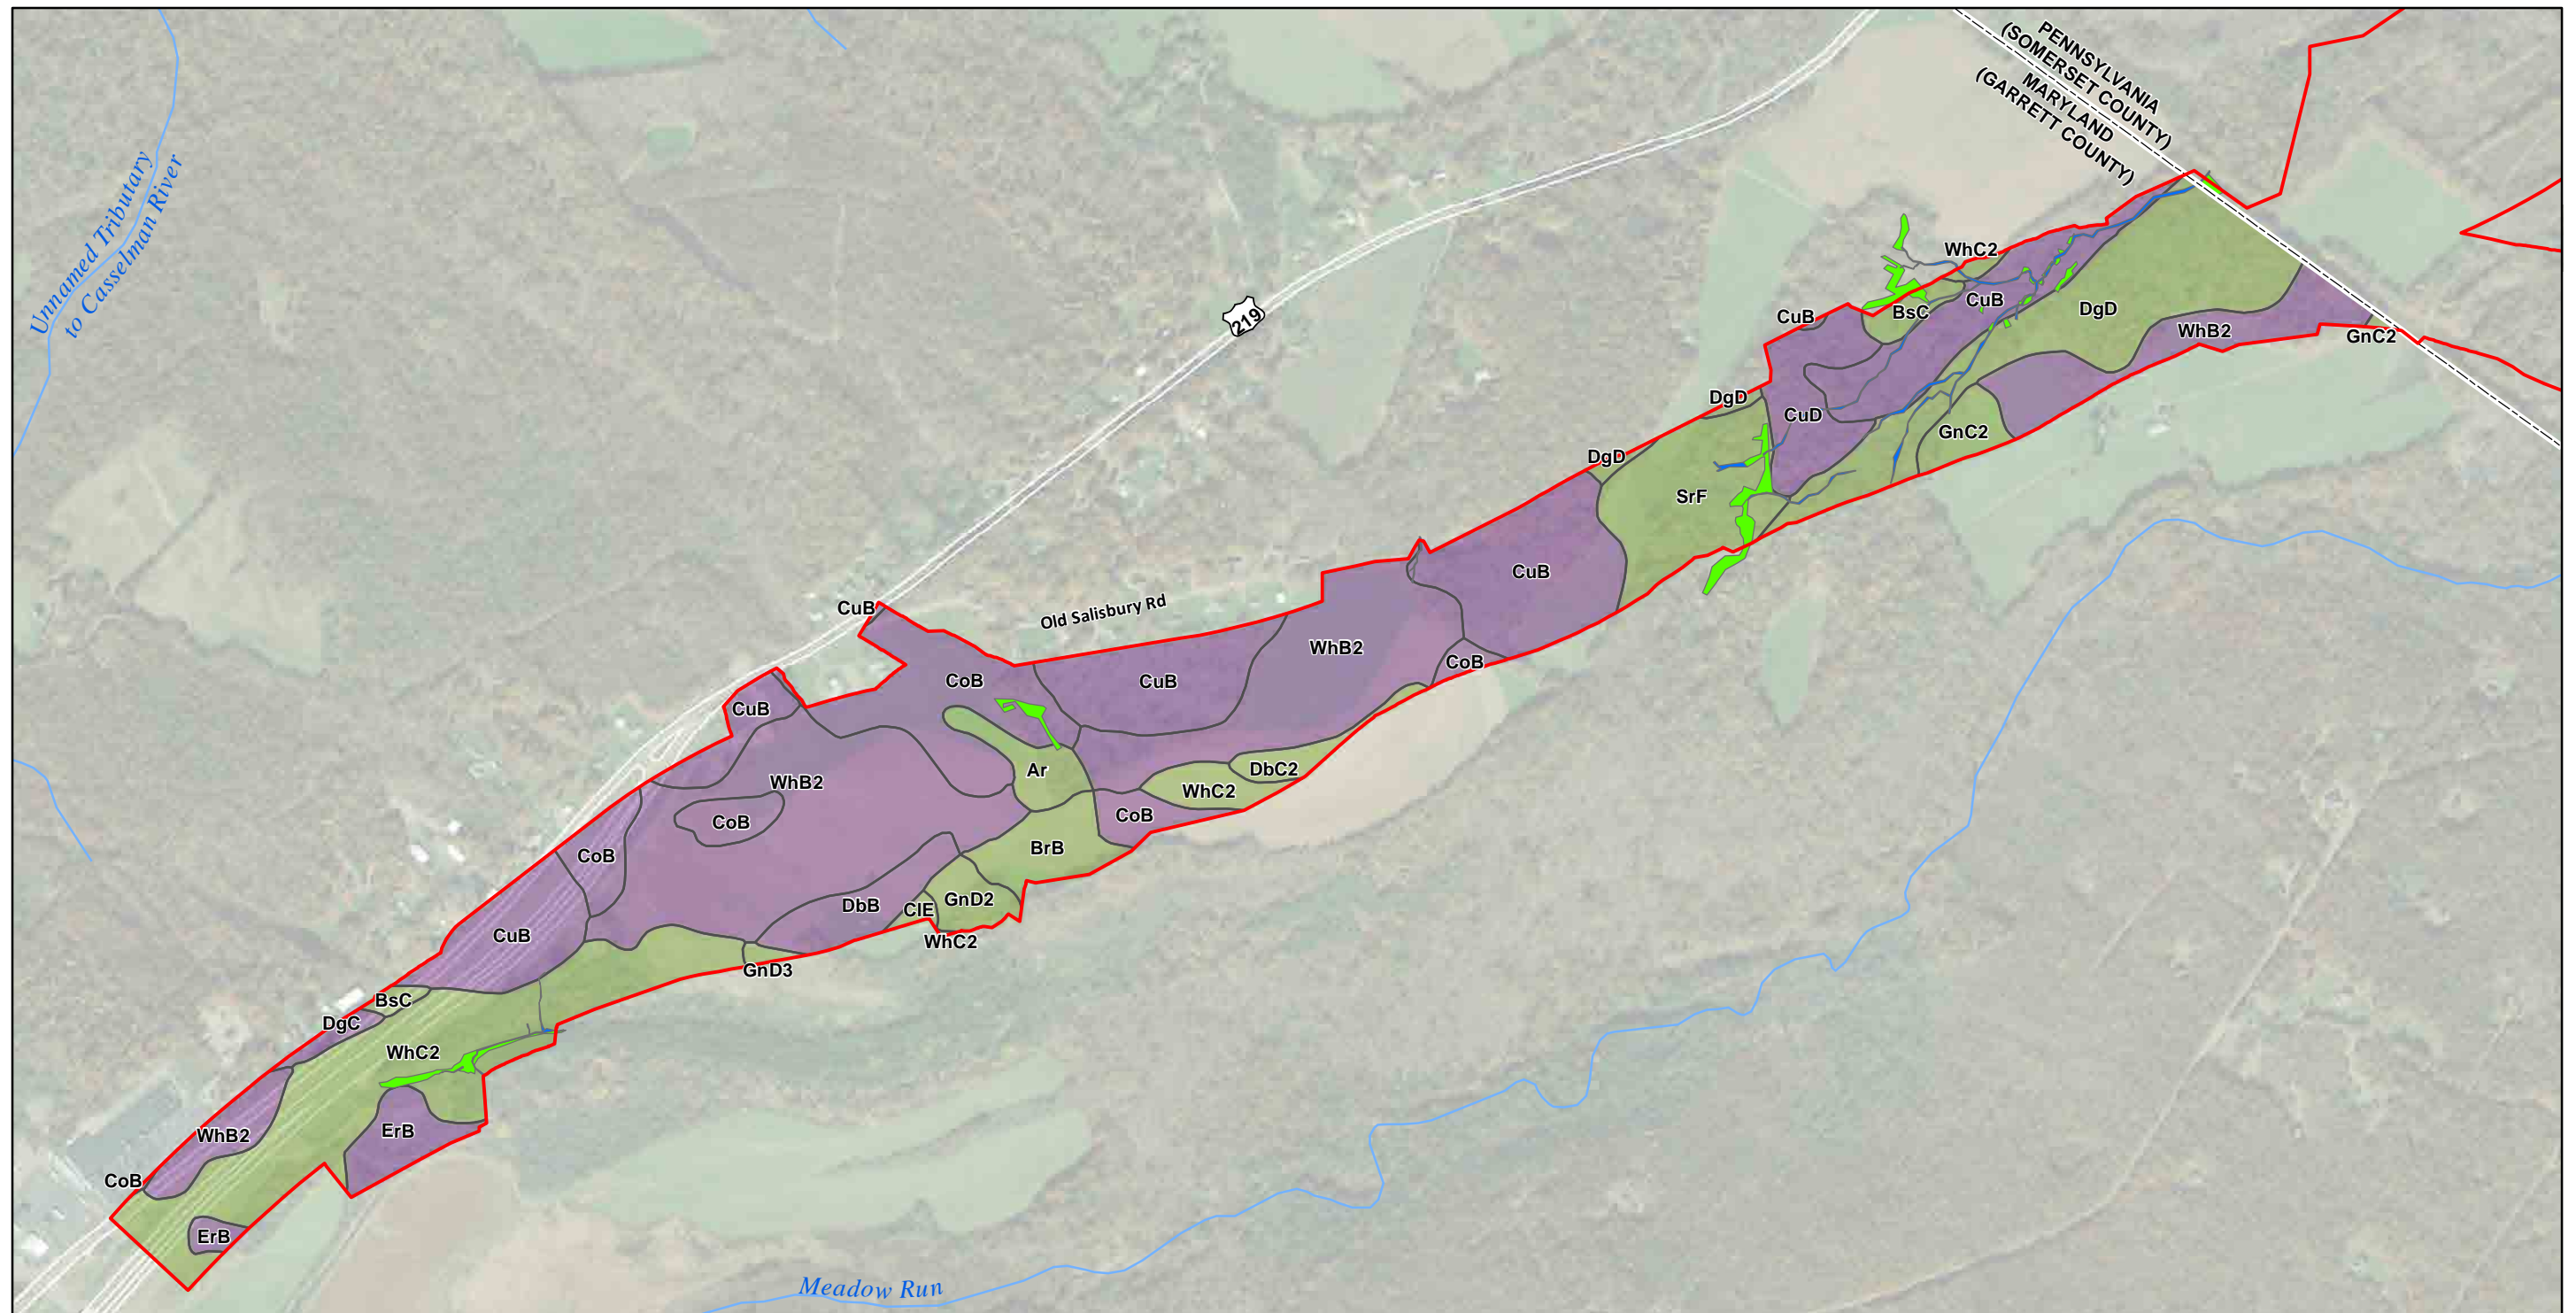 PENNSYLVANIA
(SOMERSET COUNTY)
MARYLAND
(GARRETT COUNTY)
Unnamed Tributary
to Casselman River
219
WhC2
CuB
DgD
BsC
CuB
WhB2
GnC2
DgD
CuD
GnC2
DgD
SrF
CuB
CuB
Old Salisbury Rd
WhB2
CoB
CoB
CuB
CuB
Ar
DbC2
WhB2
WhC2
CoB
CoB
BrB
CoB
GnD2
DbB
ClE
CuB
WhC2
GnD3
BsC
DgC
WhC2
ErB
WhB2
CoB
ErB
Meadow Run